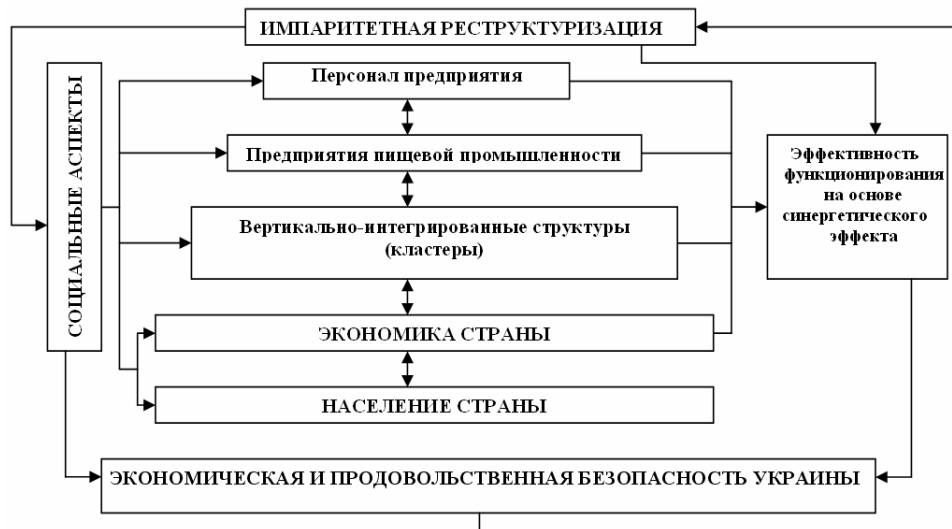 ИМПАРИТЕТНАЯ РЕСТРУКТУРИЗАЦИЯ
СОЦИАЛЬНЫЕ АСПЕКТЫ
Персонал предприятия
Предприятия пищевой промышленности
Вертикально-интегрированные структуры
(кластеры)
ЭКОНОМИКА СТРАНЫ
НАСЕЛЕНИЕ СТРАНЫ
Эффективность
функционирования
на основе
синергетического
эффекта
ЭКОНОМИЧЕСКАЯ И ПРОДОВОЛЬСТВЕННАЯ БЕЗОПАСНОСТЬ УКРАИНЫ